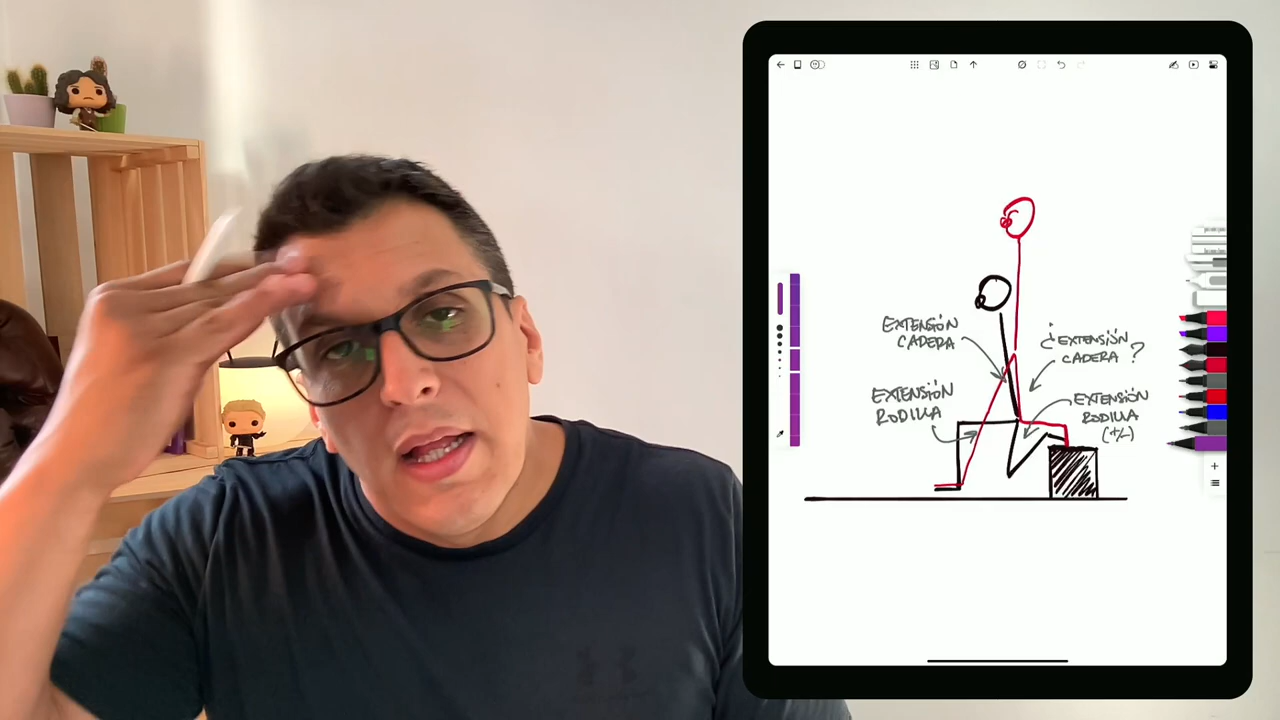 EXTENSIÓN
CADERA
¿EXTENSIÓN
CADERA?
EXTENSIÓN
RODILLA
EXTENSIÓN
RODILLA
(+/-)